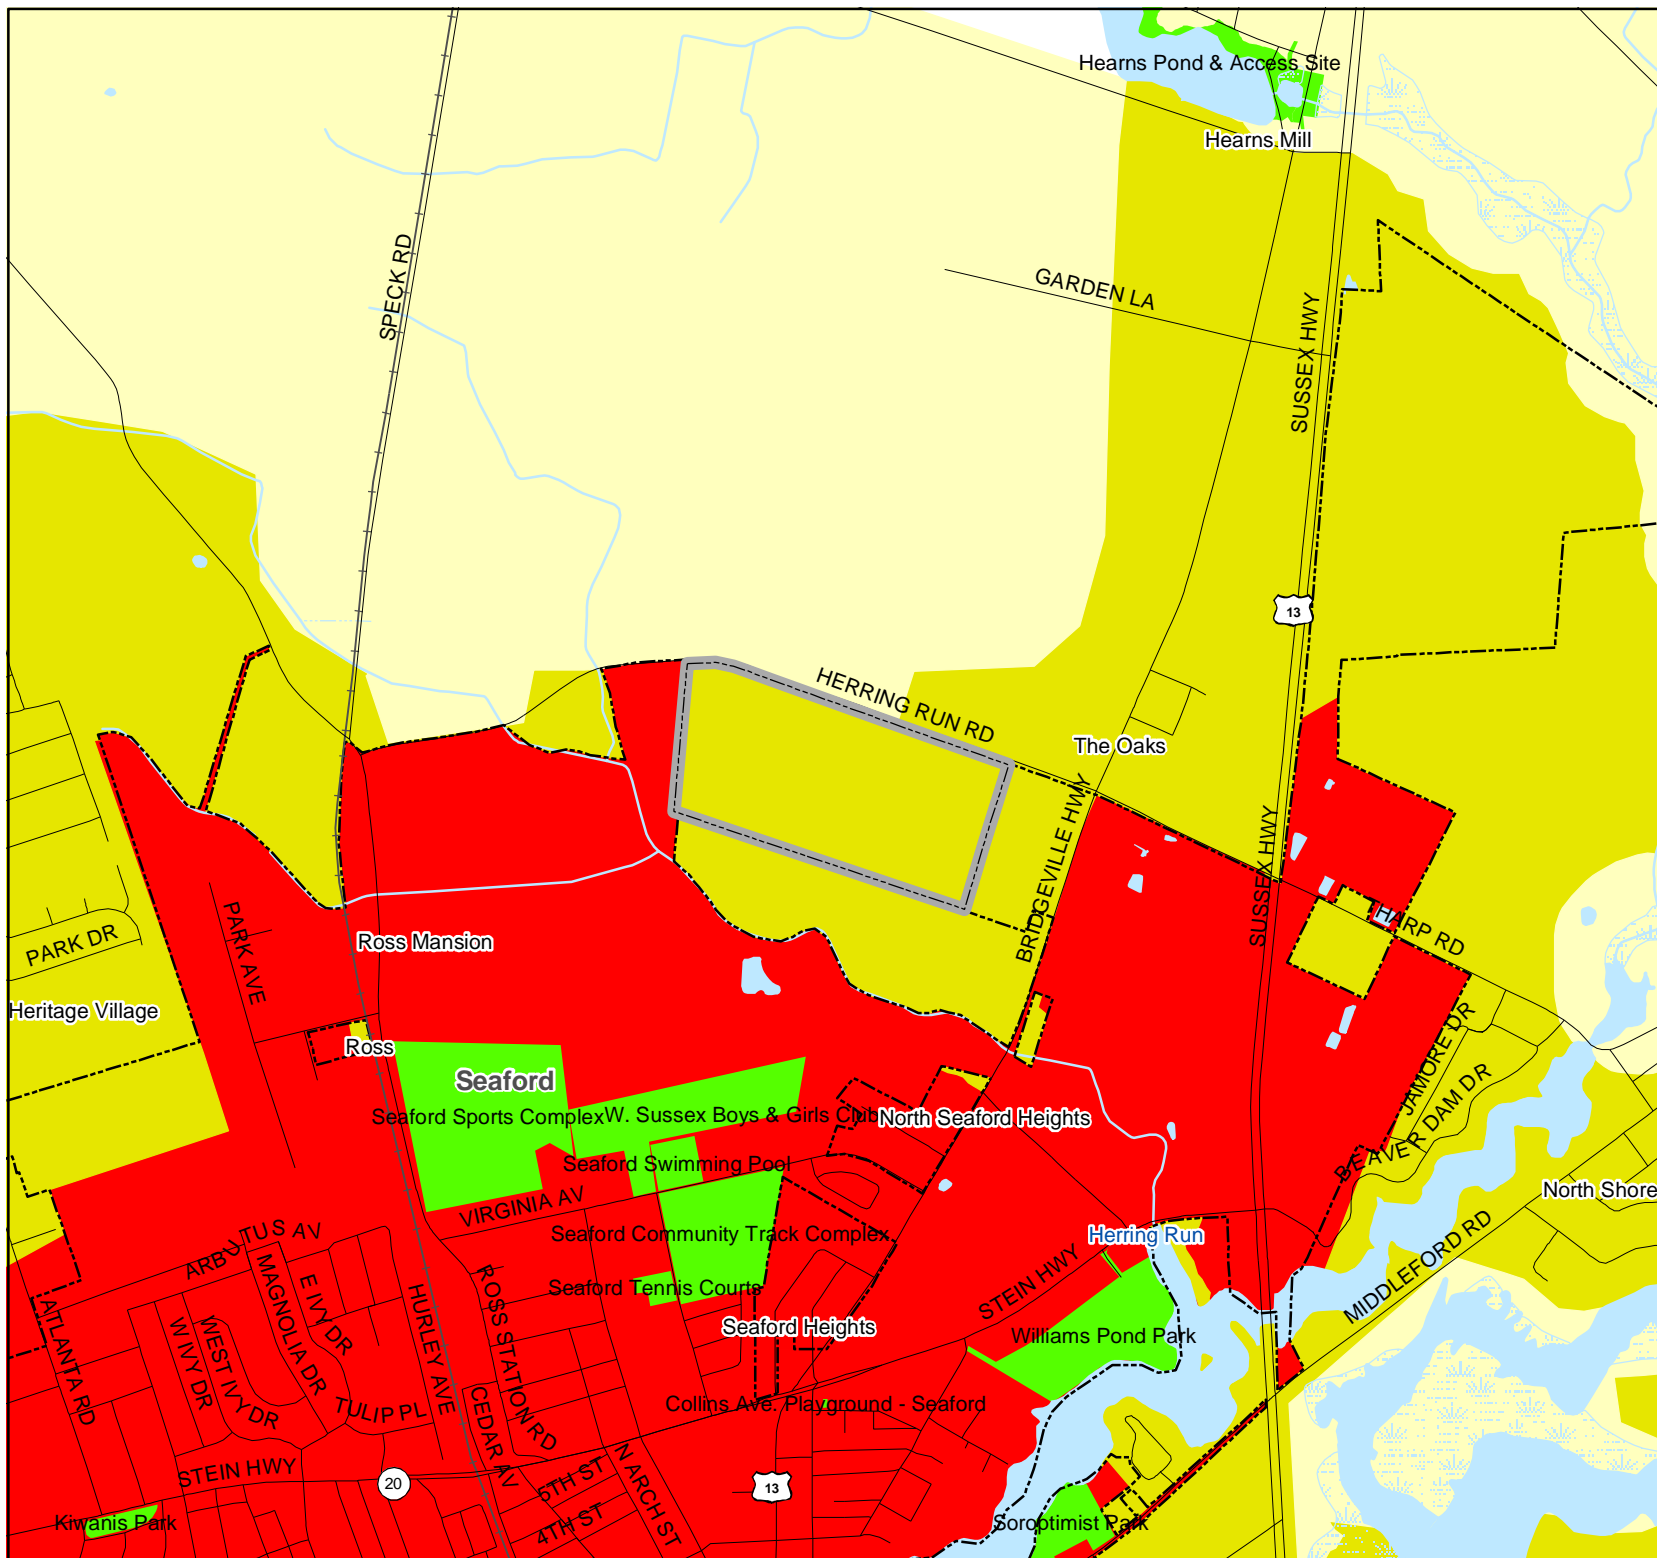 Hearns Pond & Access Site
Hearns Mill
SPECK RD
GARDEN LA
SUSSEX HWY
13
HERRING RUN RD
The Oaks
BRIDGEVILLE HWY
SUSSEX HWY
THARP RD
PARK DR
PARK AVE
Ross Mansion
Heritage Village
Ross
Seaford
Seaford Sports Complex
W. Sussex Boys & Girls Club
North Seaford Heights
JAMORE DR
BEAVER DAM DR
Seaford Swimming Pool
North Shore
VIRGINIA AV
ARBUTUS AV
Seaford Community Track Complex
Herring Run
MIDDLEFORD RD
STEIN HWY
Seaford Tennis Courts
MAGNOLIA DR
E IVY DR
HURLEY AVE
ROSS STATION RD
Seaford Heights
Williams Pond Park
ATLANTA RD
W IVY DR
WEST IVY DR
TULIP PL
CEDAR AV
Collins Ave. Playground - Seaford
STEIN HWY
20
5TH ST
N ARCH ST
13
4TH ST
Kiwanis Park
Soroptimist Park